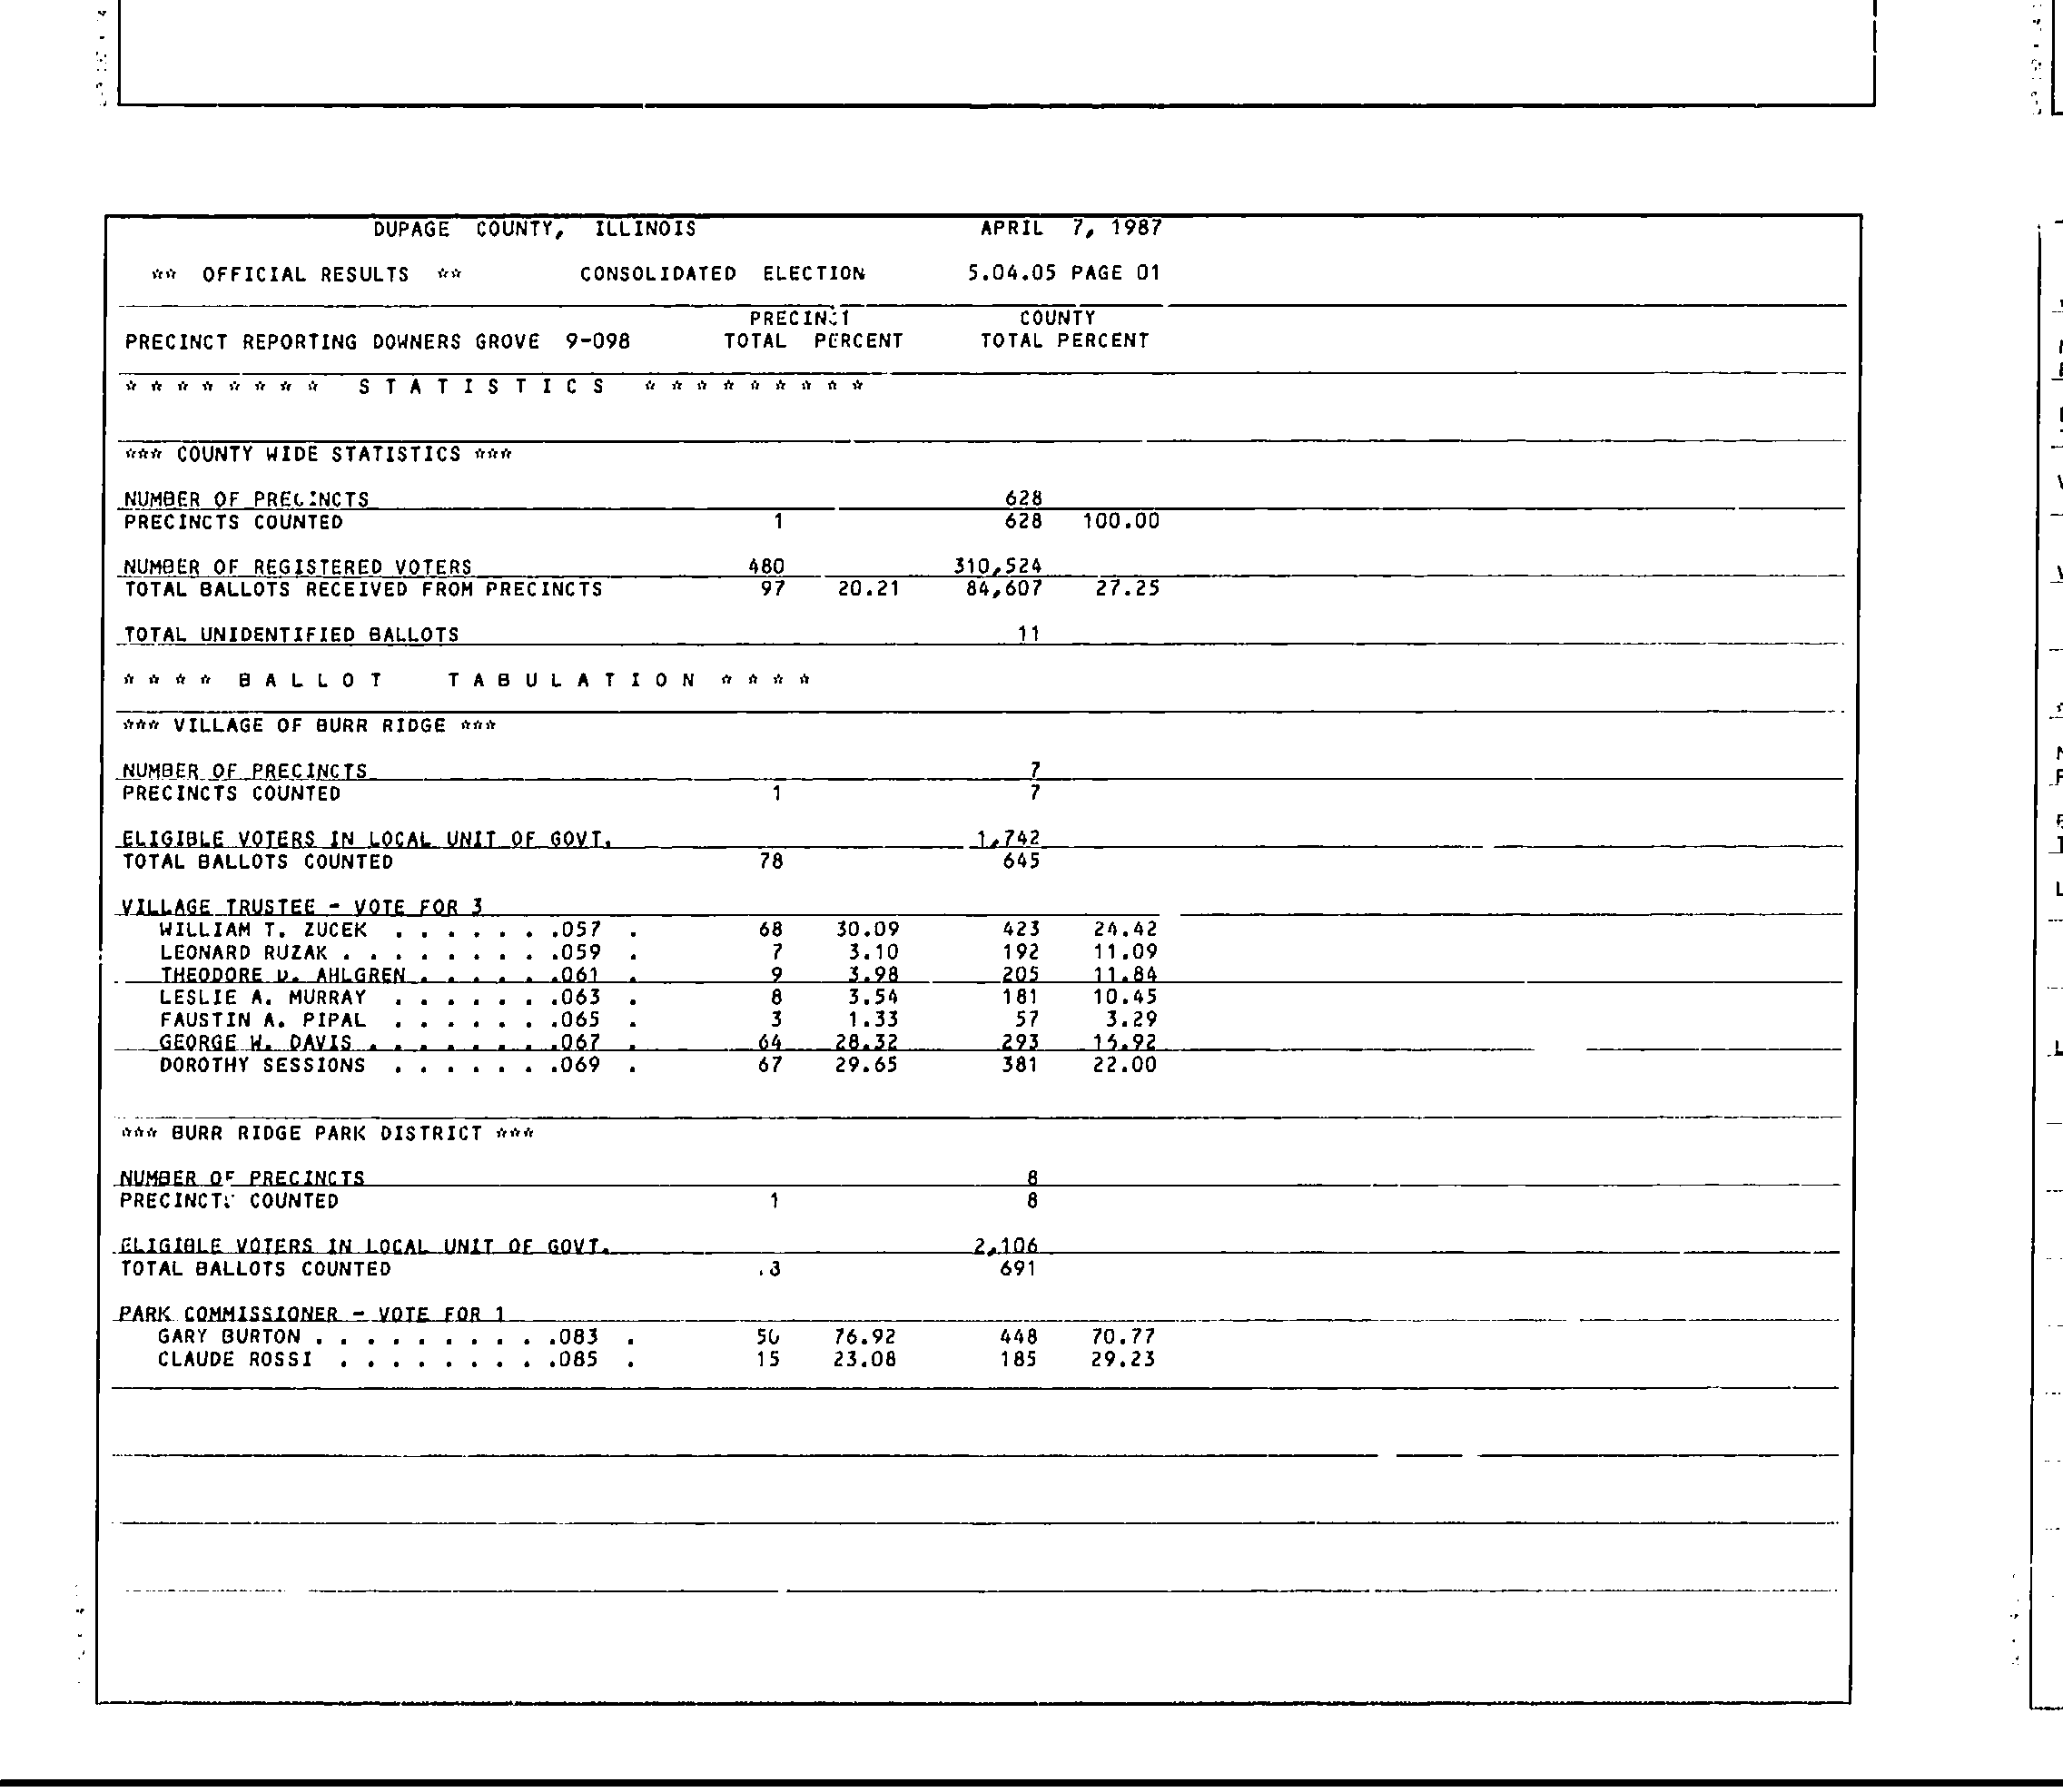 DUPAGE COUNTY, ILLINOIS APRIL 7, 1987
** OFFICIAL RESULTS ** CONSOLIDATED ELECTION 5.04.05 PAGE 01
PRECINCT COUNTY
PRECINCT REPORTING DOWNERS GROVE 9-098 TOTAL PERCENT TOTAL PERCENT
* * * * * * * * S T A T I S T I C S * * * * * * * * *
*** COUNTY WIDE STATISTICS ***
NUMBER OF PRECINCTS 628
PRECINCTS COUNTED 1 628 100.00
NUMBER OF REGISTERED VOTERS 480 310,524
TOTAL BALLOTS RECEIVED FROM PRECINCTS 97 20.21 84,607 27.25
TOTAL UNIDENTIFIED BALLOTS 11
* * * * B A L L O T T A B U L A T I O N * * * *
*** VILLAGE OF BURR RIDGE ***
NUMBER OF PRECINCTS 7
PRECINCTS COUNTED 1 7
ELIGIBLE VOTERS IN LOCAL UNIT OF GOVT. 1,742
TOTAL BALLOTS COUNTED 78 645
VILLAGE TRUSTEE - VOTE FOR 3
WILLIAM T. ZUCEK . . . . . . .057 . 68 30.09 423 24.42
LEONARD RUZAK . . . . . . . . .059 . 7 3.10 192 11.09
THEODORE D. AHLGREN . . . . . .061 . 9 3.98 205 11.84
LESLIE A. MURRAY . . . . . . .063 . 8 3.54 181 10.45
FAUSTIN A. PIPAL . . . . . . .065 . 3 1.33 57 3.29
GEORGE W. DAVIS . . . . . . . .067 . 64 28.32 293 16.92
DOROTHY SESSIONS . . . . . . .069 . 67 29.65 381 22.00
*** BURR RIDGE PARK DISTRICT ***
NUMBER OF PRECINCTS 8
PRECINCTS COUNTED 1 8
ELIGIBLE VOTERS IN LOCAL UNIT OF GOVT. 2,106
TOTAL BALLOTS COUNTED 691
PARK COMMISSIONER - VOTE FOR 1
GARY BURTON . . . . . . . . . .083 . 50 76.92 448 70.77
CLAUDE ROSSI . . . . . . . . .085 . 15 23.08 185 29.23